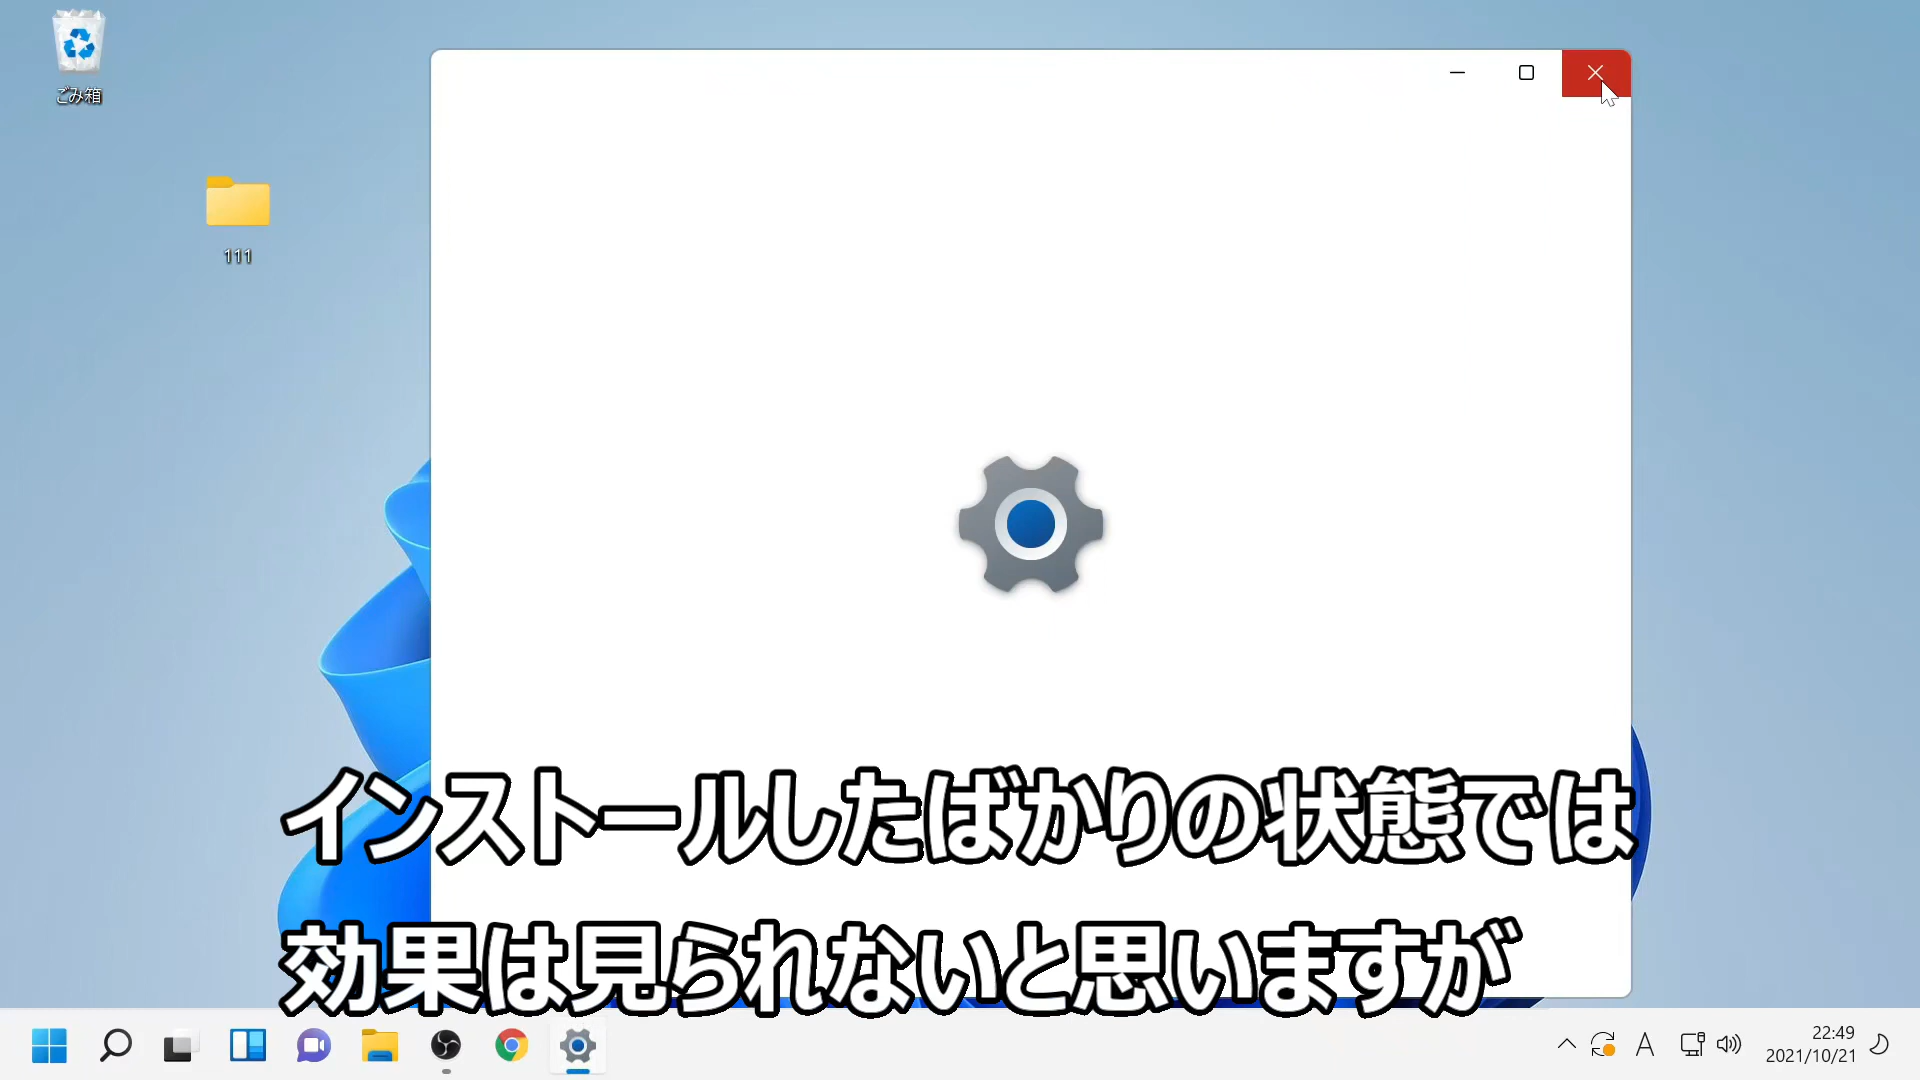 ごみ箱
111
インストールしたばかりの状態では
効果は見られないと思いますが
A
22:49
2021/10/21